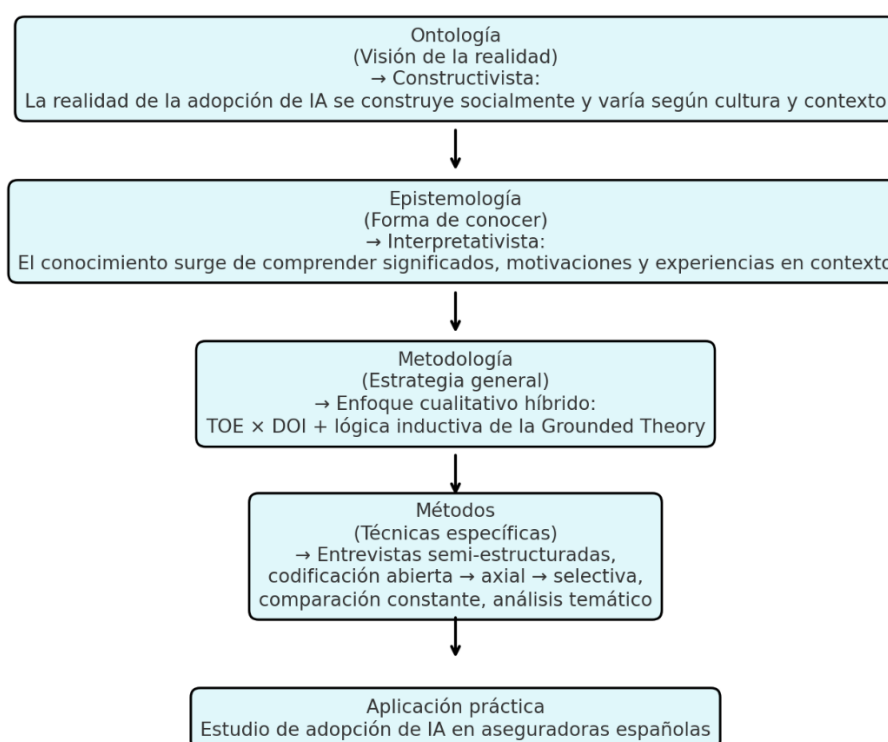 Ontología
(Visión de la realidad)
→ Constructivista:
La realidad de la adopción de IA se construye socialmente y varía según cultura y contexto
Epistemología
(Forma de conocer)
→ Interpretativista:
El conocimiento surge de comprender significados, motivaciones y experiencias en contexto
Metodología
(Estrategia general)
→ Enfoque cualitativo híbrido:
TOE × DOI + lógica inductiva de la Grounded Theory
Métodos
(Técnicas específicas)
→ Entrevistas semi-estructuradas,
codificación abierta → axial → selectiva,
comparación constante, análisis temático
Aplicación práctica
Estudio de adopción de IA en aseguradoras españolas